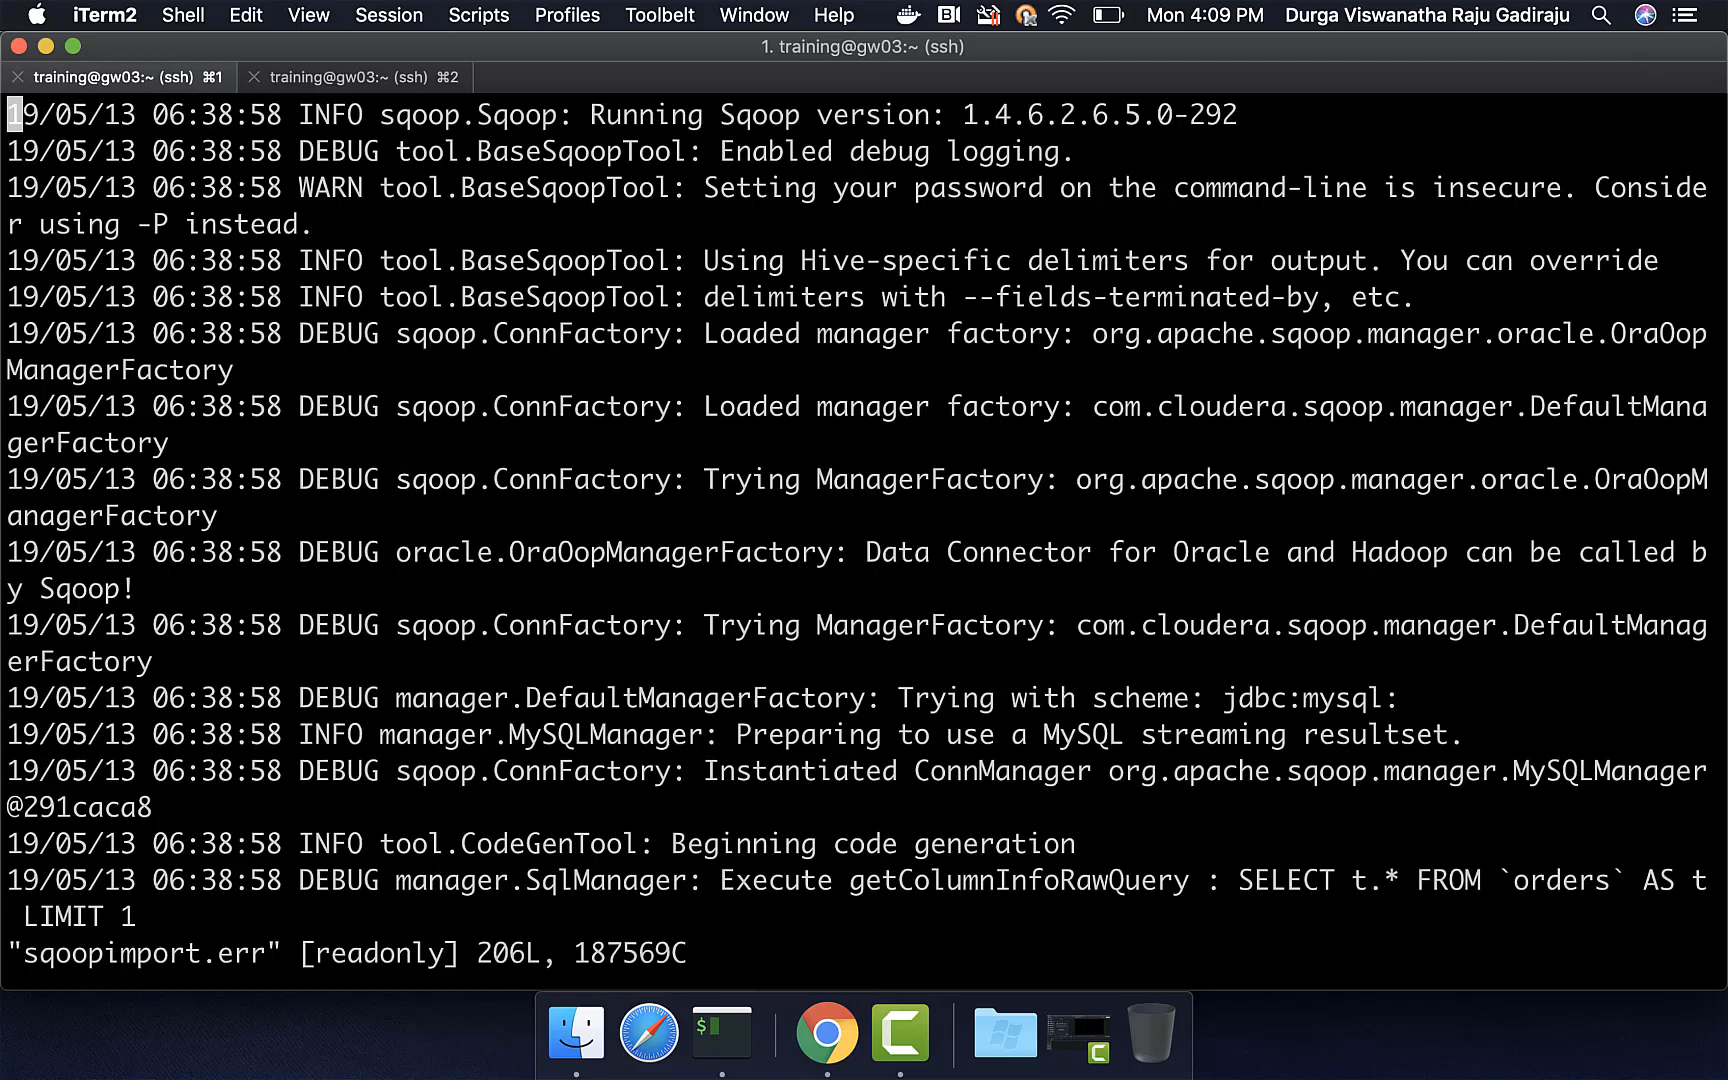 iTerm2 Shell Edit View Session Scripts Profiles Toolbelt Window Help Mon 4:09 PM Durga Viswanatha Raju Gadiraju
1. training@gw03:~ (ssh)
training@gw03:~ (ssh) ⌘1 training@gw03:~ (ssh) ⌘2
19/05/13 06:38:58 INFO sqoop.Sqoop: Running Sqoop version: 1.4.6.2.6.5.0-292
19/05/13 06:38:58 DEBUG tool.BaseSqoopTool: Enabled debug logging.
19/05/13 06:38:58 WARN tool.BaseSqoopTool: Setting your password on the command-line is insecure. Conside
r using -P instead.
19/05/13 06:38:58 INFO tool.BaseSqoopTool: Using Hive-specific delimiters for output. You can override
19/05/13 06:38:58 INFO tool.BaseSqoopTool: delimiters with --fields-terminated-by, etc.
19/05/13 06:38:58 DEBUG sqoop.ConnFactory: Loaded manager factory: org.apache.sqoop.manager.oracle.OraOop
ManagerFactory
19/05/13 06:38:58 DEBUG sqoop.ConnFactory: Loaded manager factory: com.cloudera.sqoop.manager.DefaultMana
gerFactory
19/05/13 06:38:58 DEBUG sqoop.ConnFactory: Trying ManagerFactory: org.apache.sqoop.manager.oracle.OraOopM
anagerFactory
19/05/13 06:38:58 DEBUG oracle.OraOopManagerFactory: Data Connector for Oracle and Hadoop can be called b
y Sqoop!
19/05/13 06:38:58 DEBUG sqoop.ConnFactory: Trying ManagerFactory: com.cloudera.sqoop.manager.DefaultManag
erFactory
19/05/13 06:38:58 DEBUG manager.DefaultManagerFactory: Trying with scheme: jdbc:mysql:
19/05/13 06:38:58 INFO manager.MySQLManager: Preparing to use a MySQL streaming resultset.
19/05/13 06:38:58 DEBUG sqoop.ConnFactory: Instantiated ConnManager org.apache.sqoop.manager.MySQLManager
@291caca8
19/05/13 06:38:58 INFO tool.CodeGenTool: Beginning code generation
19/05/13 06:38:58 DEBUG manager.SqlManager: Execute getColumnInfoRawQuery : SELECT t.* FROM `orders` AS t
LIMIT 1
"sqoopimport.err" [readonly] 206L, 187569C